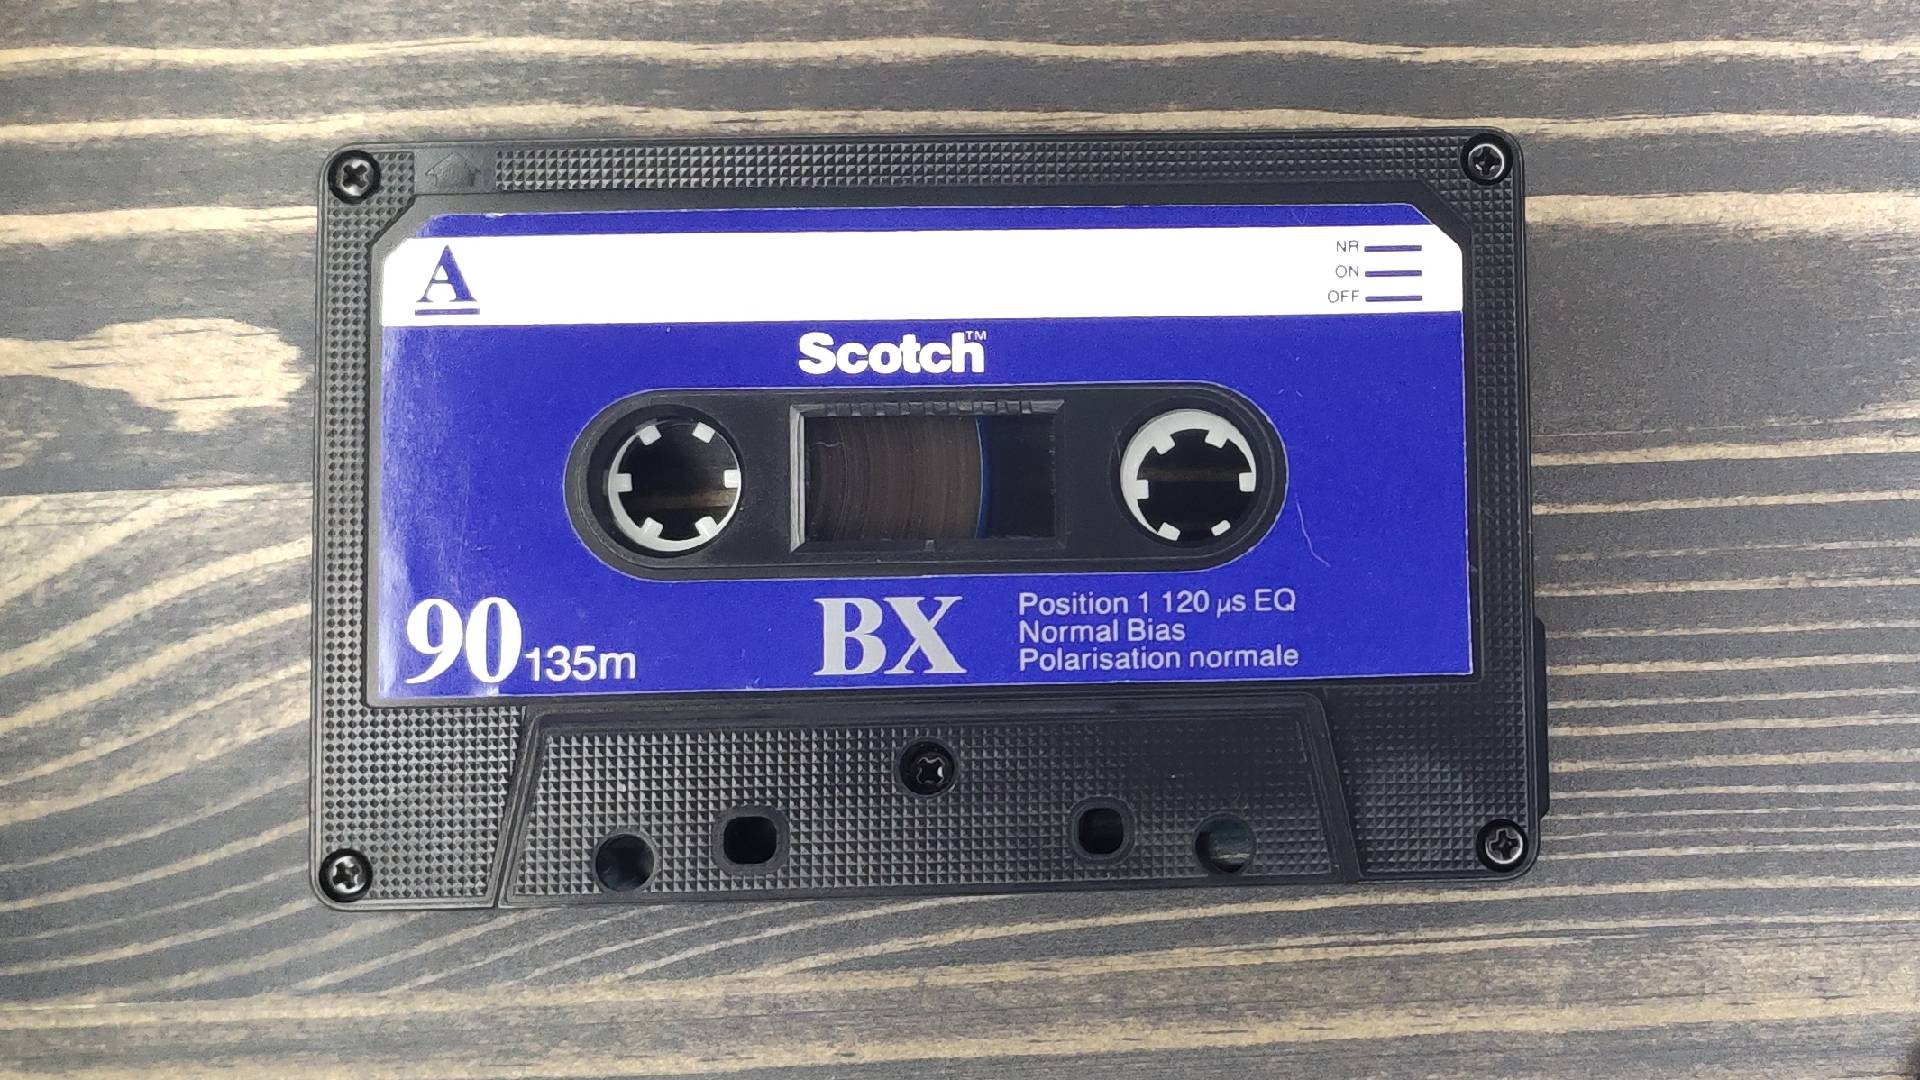 A
NR
ON
OFF
Scotch™
90 135m
BX
Position 1 120 µs EQ
Normal Bias
Polarisation normale